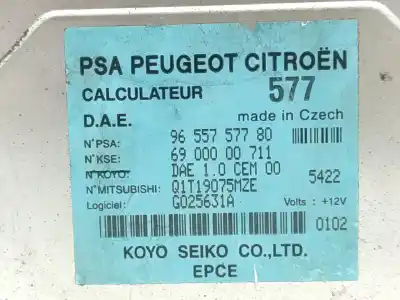 PSA PEUGEOT CITROËN
CALCULATEUR 577
D.A.E. made in Czech
N°PSA: 96 557 577 80
N°KSE: 69 000 00 711
N°KOYO: DAE 1.0 CEM 00 5422
N°MITSUBISHI: Q1T19075MZE
Logiciel: G025631A Volts : +12V
0102
KOYO SEIKO CO.,LTD.
EPCE